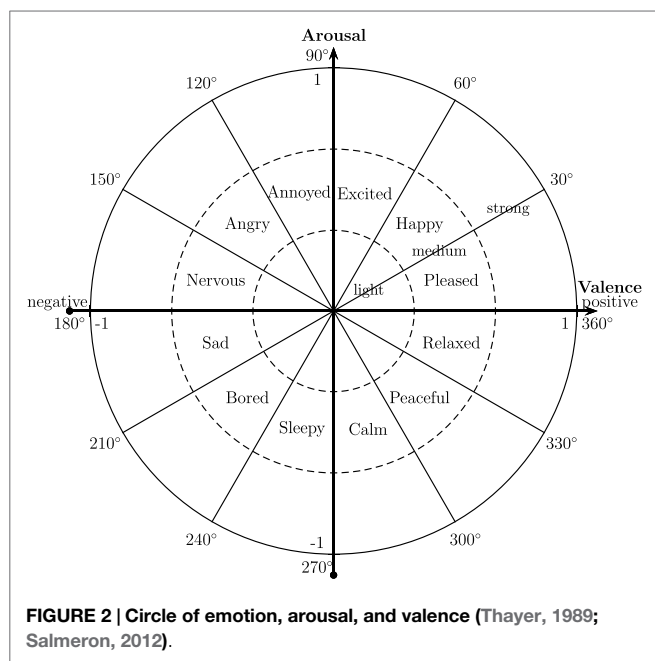 Arousal
90°
1
120°
60°
150°
30°
Annoyed
Excited
strong
Angry
Happy
medium
Nervous
Pleased
light
negative
Valence
positive
180°
-1
1
360°
Sad
Relaxed
Bored
Peaceful
Sleepy
Calm
210°
330°
240°
300°
-1
270°
FIGURE 2 | Circle of emotion, arousal, and valence (Thayer, 1989;
Salmeron, 2012).